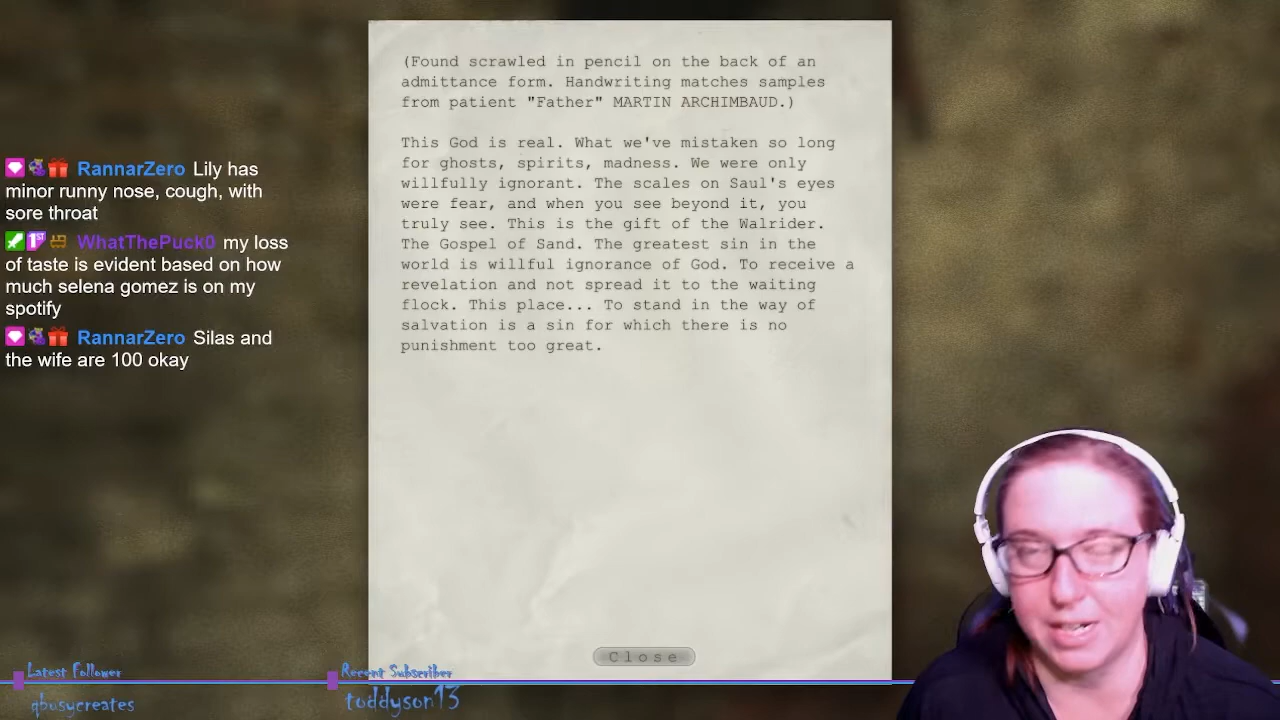 (Found scrawled in pencil on the back of an
admittance form. Handwriting matches samples
from patient "Father" MARTIN ARCHIMBAUD.)
This God is real. What we've mistaken so long
for ghosts, spirits, madness. We were only
willfully ignorant. The scales on Saul's eyes
were fear, and when you see beyond it, you
truly see. This is the gift of the Walrider.
The Gospel of Sand. The greatest sin in the
world is willful ignorance of God. To receive a
revelation and not spread it to the waiting
flock. This place... To stand in the way of
salvation is a sin for which there is no
punishment too great.
Close
RannarZero Lily has
minor runny nose, cough, with
sore throat
WhatThePuck0 my loss
of taste is evident based on how
much selena gomez is on my
spotify
RannarZero Silas and
the wife are 100 okay
Latest Follower
qbusycreates
Recent Subscriber
toddyson13